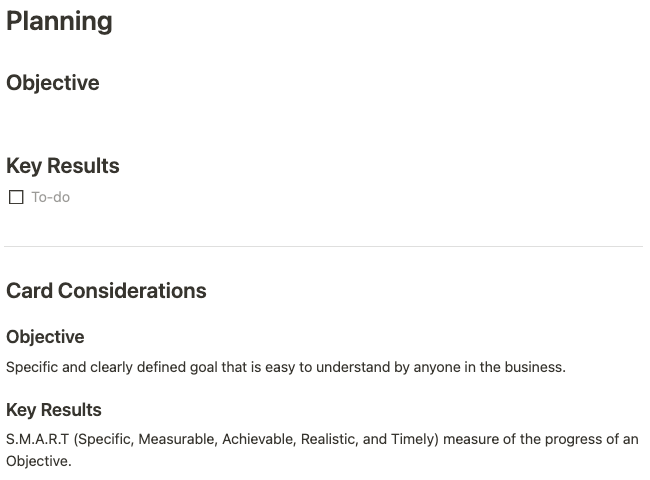 Planning
Objective
Key Results
To-do
Card Considerations
Objective
Specific and clearly defined goal that is easy to understand by anyone in the business.
Key Results
S.M.A.R.T (Specific, Measurable, Achievable, Realistic, and Timely) measure of the progress of an
Objective.